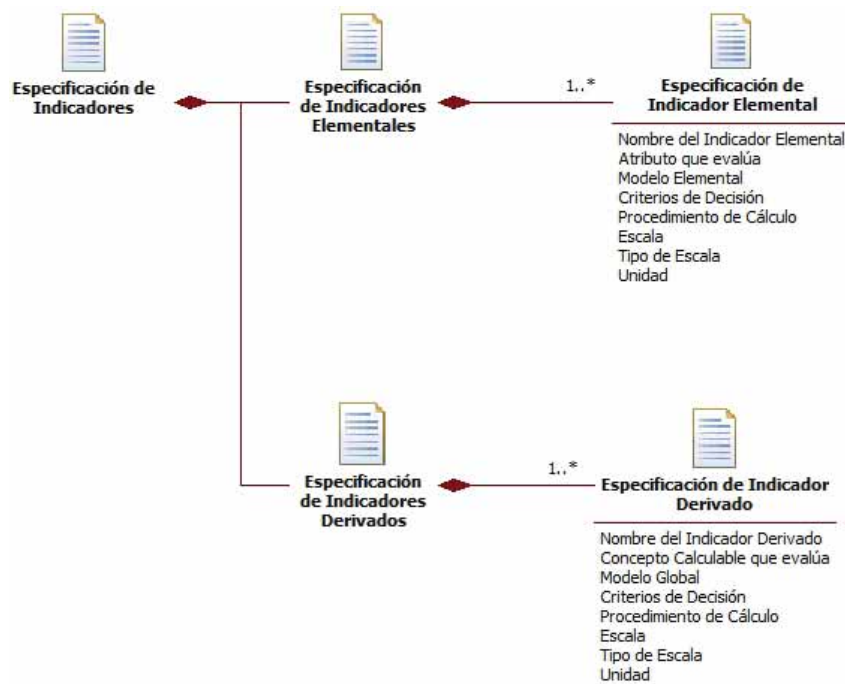 Especificación de
Indicadores
Especificación
de Indicadores
Elementales
1..*
Especificación de
Indicador Elemental
Nombre del Indicador Elemental
Atributo que evalúa
Modelo Elemental
Criterios de Decisión
Procedimiento de Cálculo
Escala
Tipo de Escala
Unidad
Especificación
de Indicadores
Derivados
1..*
Especificación de Indicador
Derivado
Nombre del Indicador Derivado
Concepto Calculable que evalúa
Modelo Global
Criterios de Decisión
Procedimiento de Cálculo
Escala
Tipo de Escala
Unidad